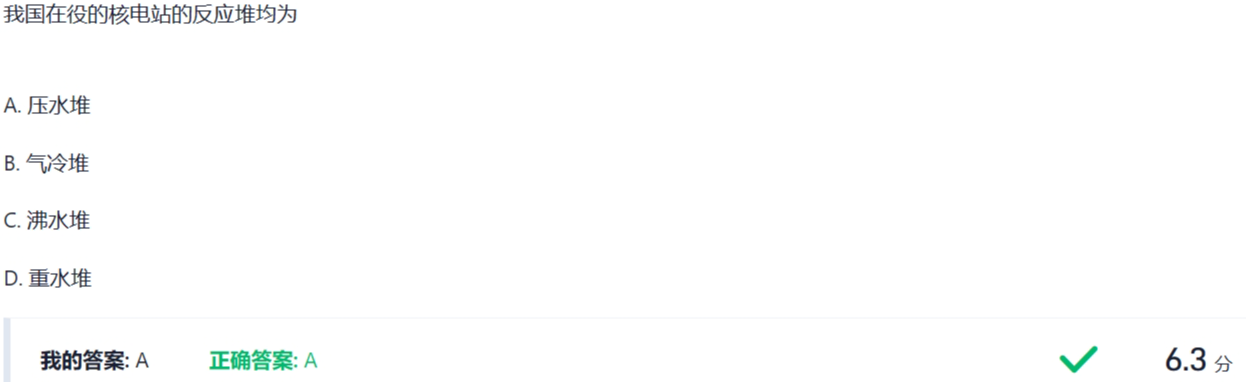 我国在役的核电站的反应堆均为
A. 压水堆
B. 气冷堆
C. 沸水堆
D. 重水堆
我的答案: A 正确答案: A 6.3 分